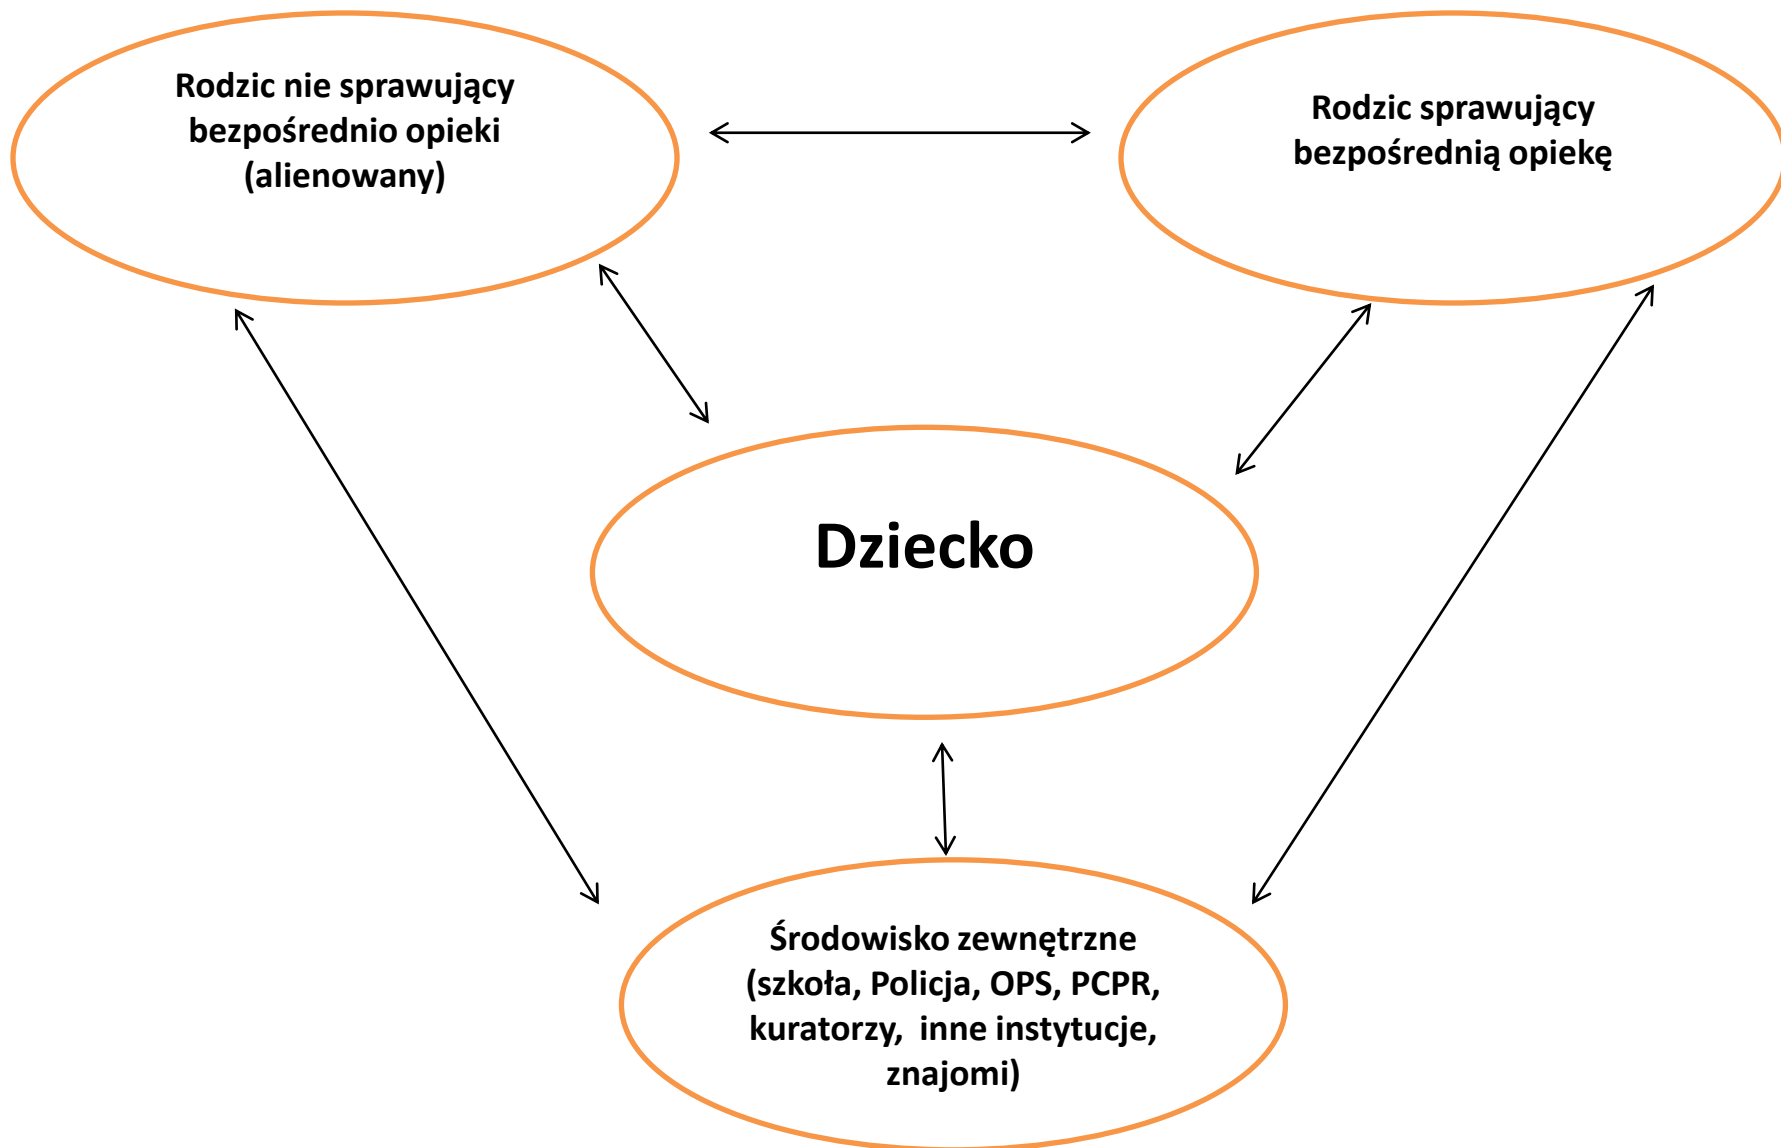 Rodzic nie sprawujący
bezpośrednio opieki
(alienowany)
Rodzic sprawujący
bezpośrednią opiekę
Dziecko
Środowisko zewnętrzne
(szkoła, Policja, OPS, PCPR,
kuratorzy, inne instytucje,
znajomi)